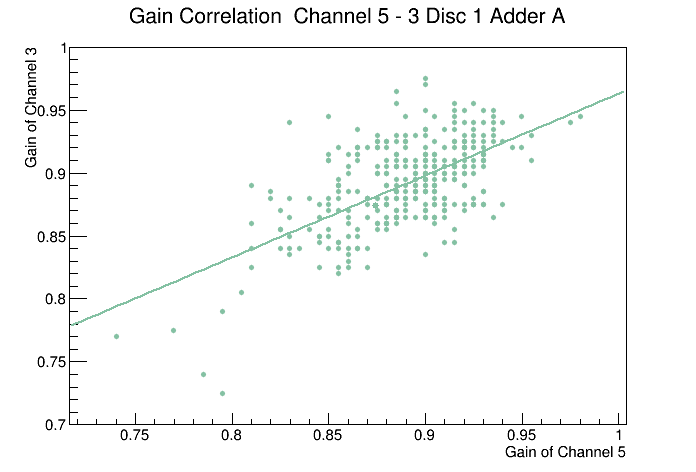 Gain Correlation  Channel 5 - 3 Disc 1 Adder A
Gain of Channel 3
1
0.95
0.9
0.85
0.8
0.75
0.7
0.75 0.8 0.85 0.9 0.95 1
Gain of Channel 5